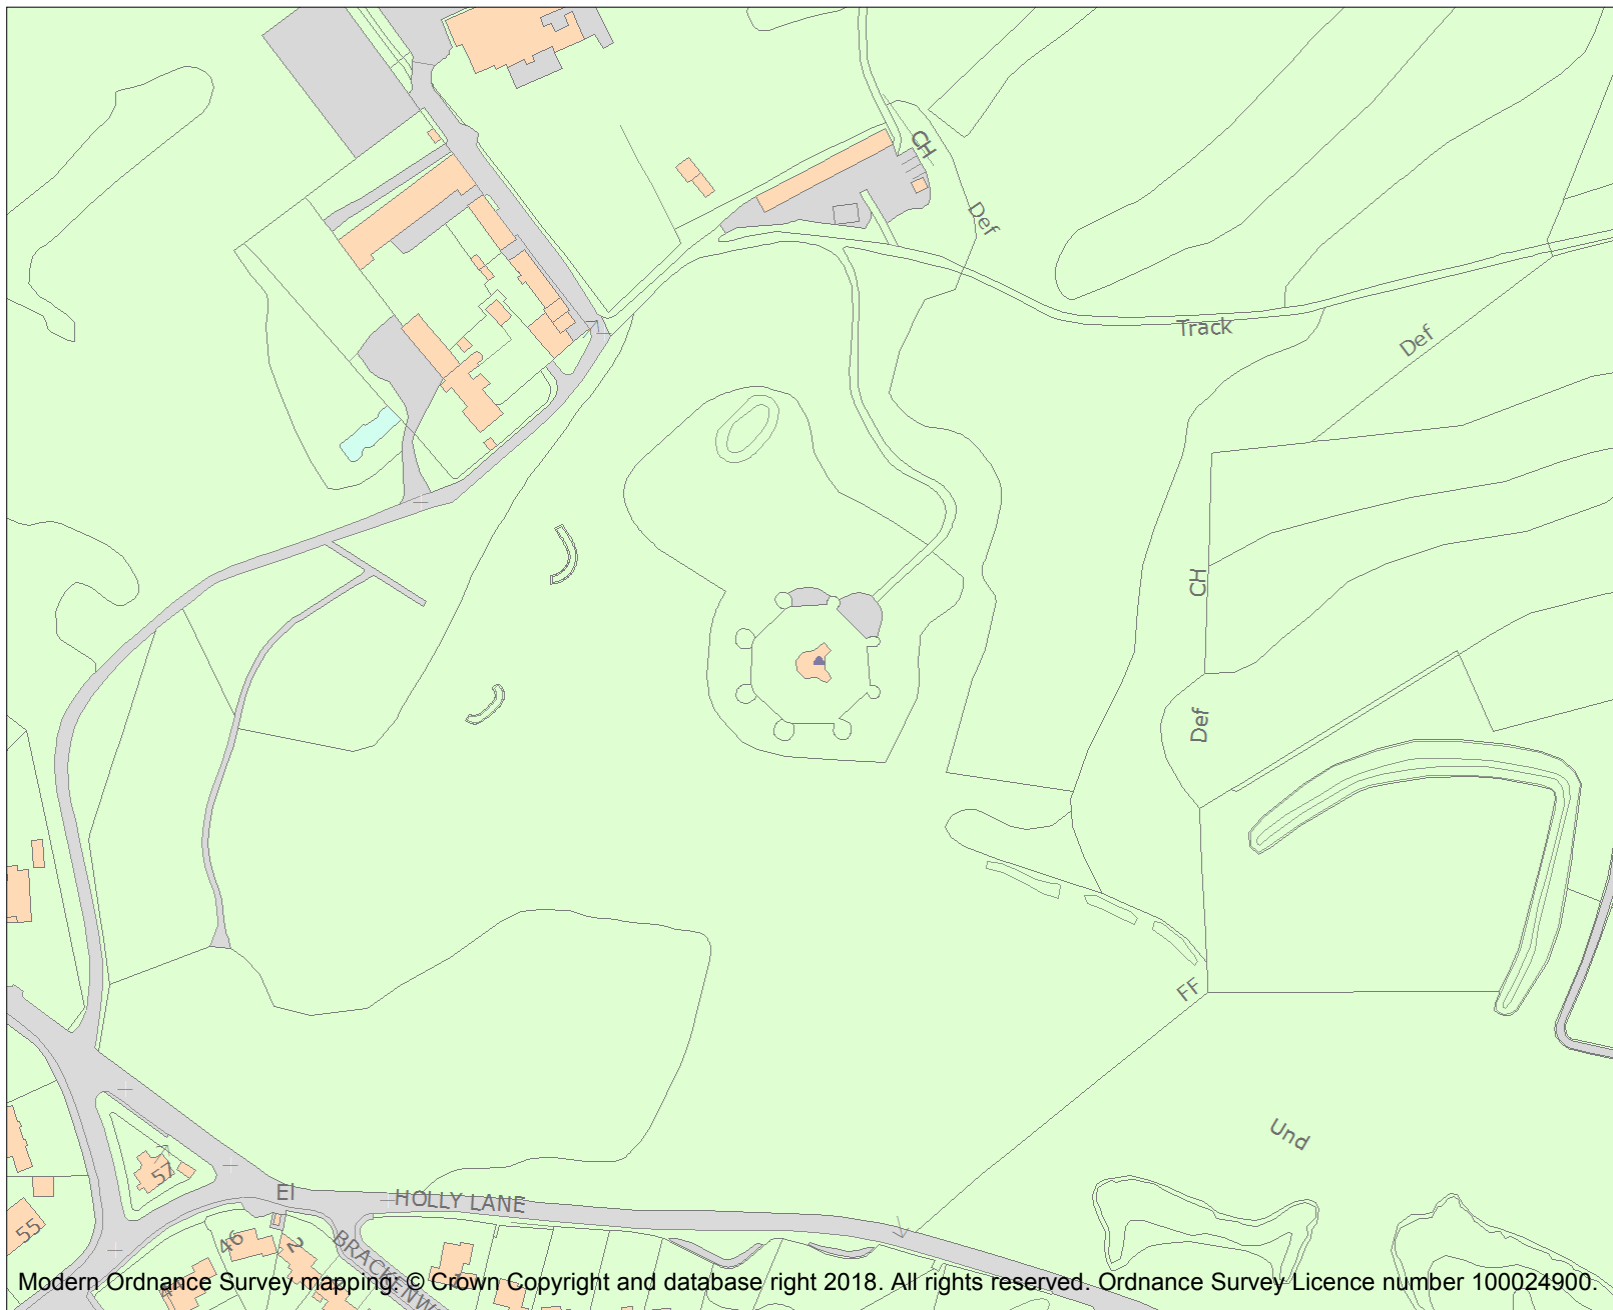 CH
Def
Track
Def
CH
Def
FF
Und
57
El
HOLLY LANE
55
46
2
BRACKENW
Modern Ordnance Survey mapping: © Crown Copyright and database right 2018. All rights reserved. Ordnance Survey Licence number 100024900.